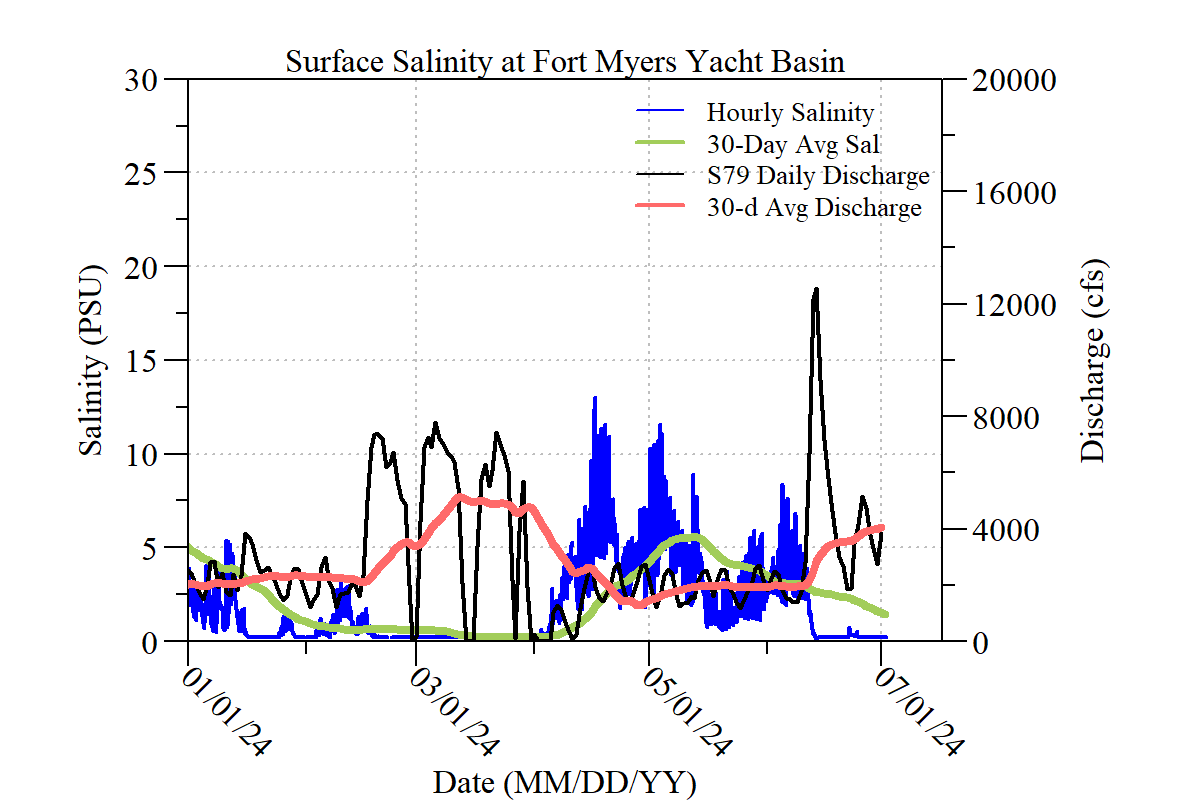 Surface Salinity at Fort Myers Yacht Basin
30
25
20
15
10
5
0
Salinity (PSU)
Hourly Salinity
30-Day Avg Sal
S79 Daily Discharge
30-d Avg Discharge
20000
16000
12000
8000
4000
0
Discharge (cfs)
01/01/24
03/01/24
05/01/24
07/01/24
Date (MM/DD/YY)